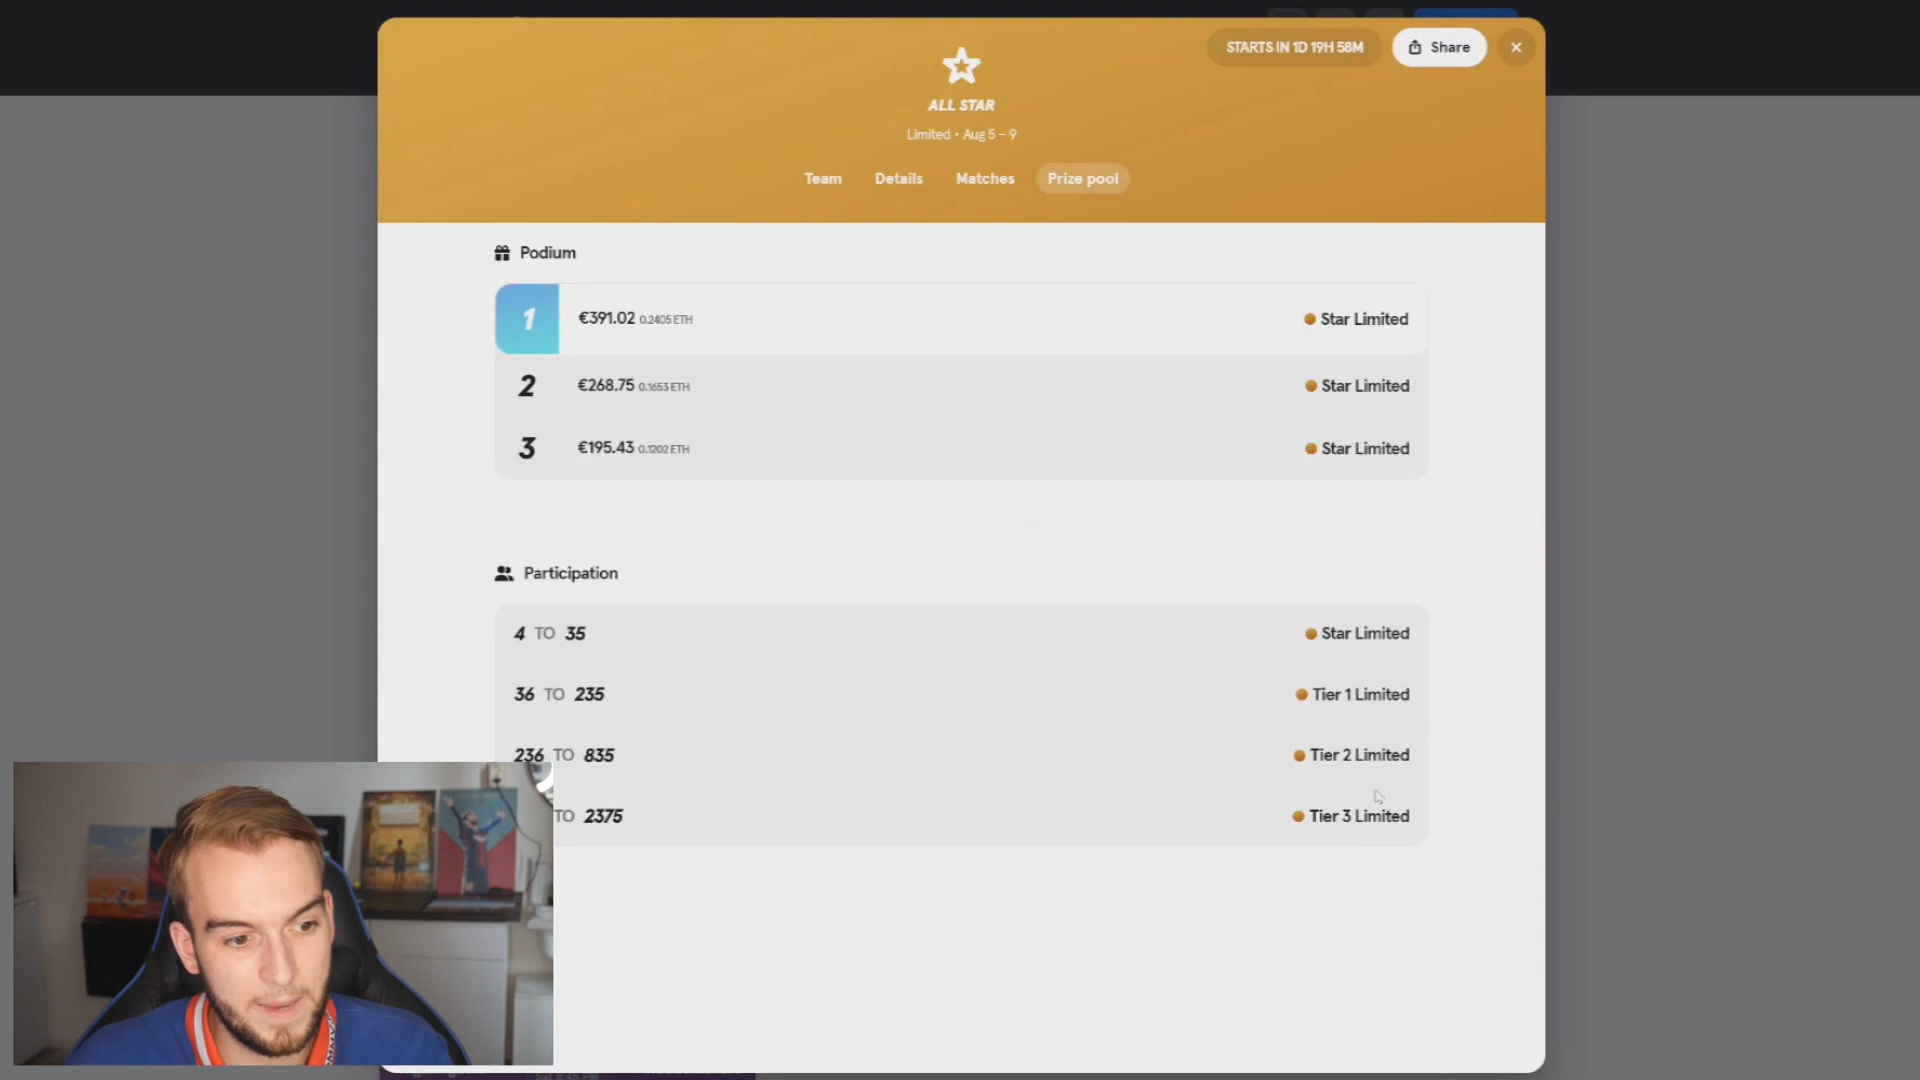 STARTS IN 1D 19H 58M
Share
ALL STAR
Limited • Aug 5 – 9
Team Details Matches Prize pool
Podium
1 €391.02 0.2405 ETH Star Limited
2 €268.75 0.1653 ETH Star Limited
3 €195.43 0.1202 ETH Star Limited
Participation
4 TO 35 Star Limited
36 TO 235 Tier 1 Limited
236 TO 835 Tier 2 Limited
TO 2375 Tier 3 Limited